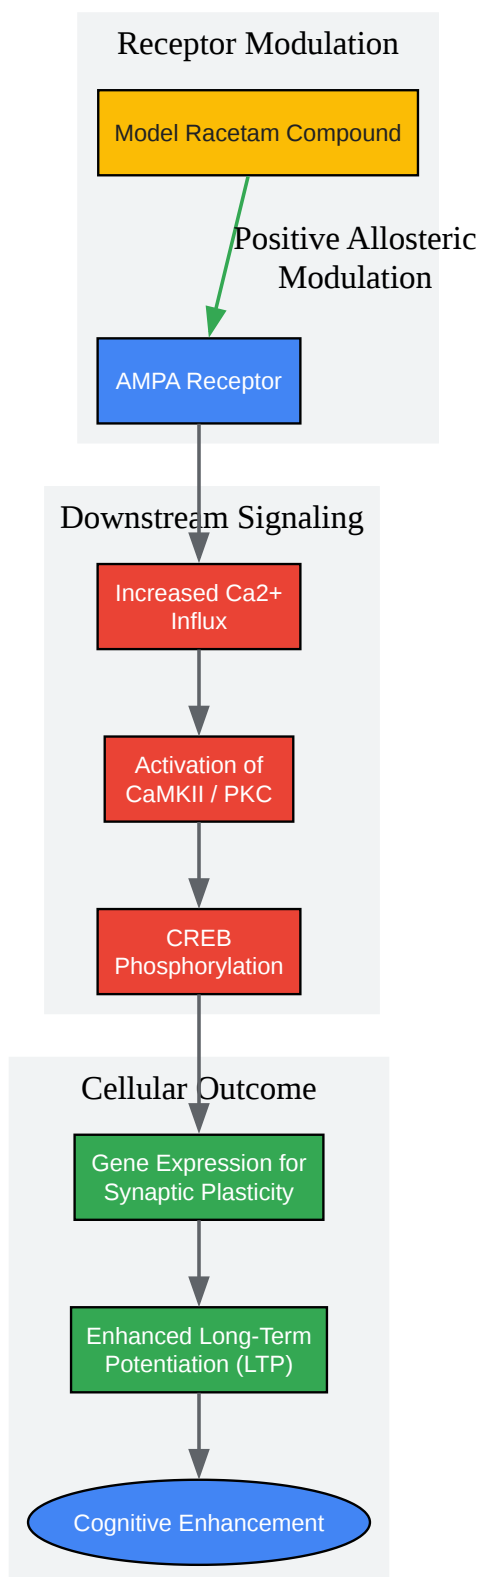 Receptor Modulation
Model Racetam Compound
Positive Allosteric
Modulation
AMPA Receptor
Downstream Signaling
Increased Ca2+
Influx
Activation of
CaMKII / PKC
CREB
Phosphorylation
Cellular Outcome
Gene Expression for
Synaptic Plasticity
Enhanced Long-Term
Potentiation (LTP)
Cognitive Enhancement